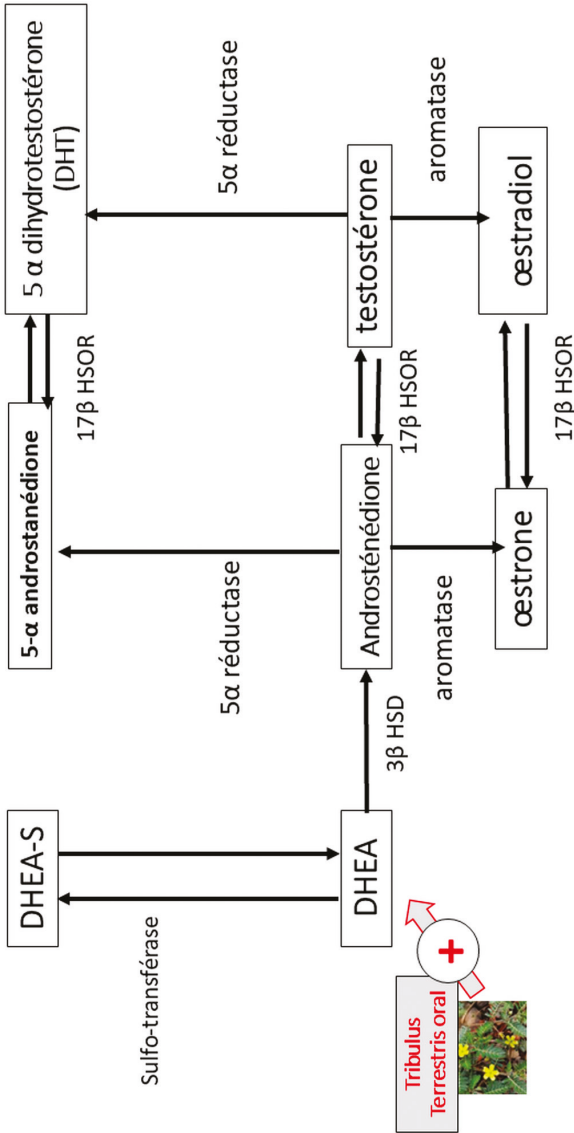 DHEA-S
5-α androstanédione
5 α dihydrotestostérone
(DHT)
17β HSOR
Sulfo-transférase
5α réductase
5α réductase
DHEA
3β HSD
Androsténédione
17β HSOR
testostérone
Tribulus
Terrestris oral
+
aromatase
aromatase
œstrone
17β HSOR
œstradiol